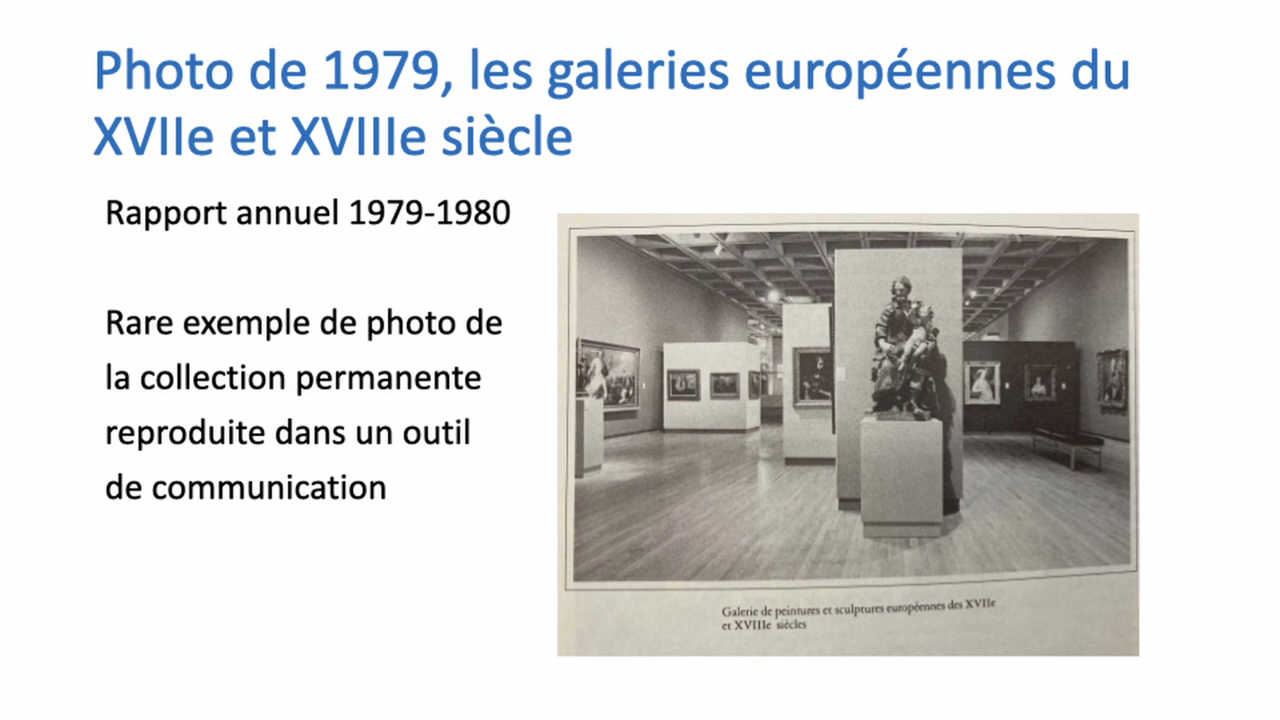 Photo de 1979, les galeries européennes du
XVIIe et XVIIIe siècle
Rapport annuel 1979-1980
Rare exemple de photo de
la collection permanente
reproduite dans un outil
de communication
Galerie de peintures et sculptures européennes des XVIIe
et XVIIIe siècles